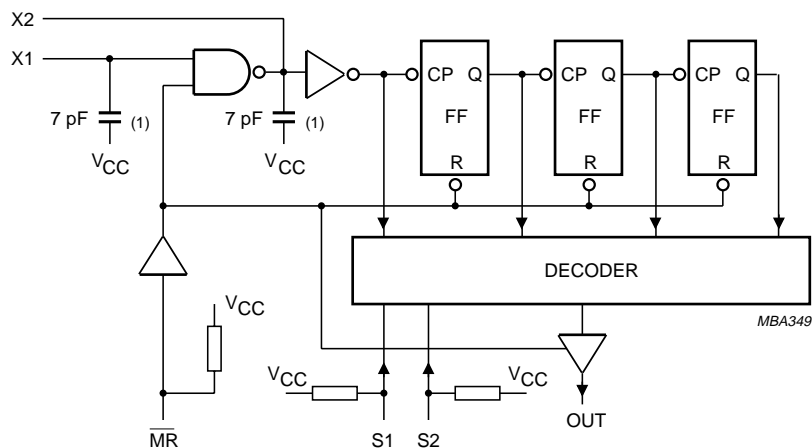 X2
X1
7 pF (1)
7 pF (1)
VCC
VCC
CP Q
FF
R
CP Q
FF
R
CP Q
FF
R
DECODER
MBA349
VCC
VCC
VCC
MR
S1
S2
OUT